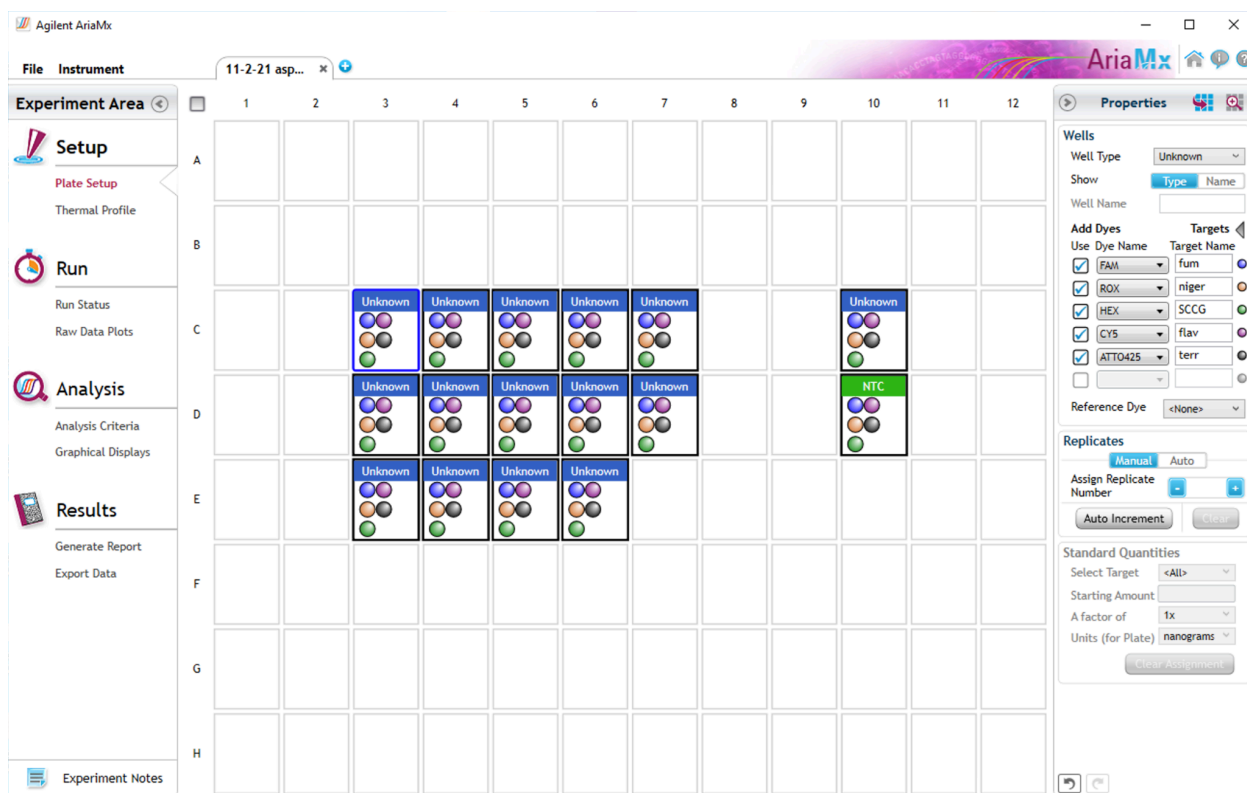 Agilent AriaMx
File Instrument
11-2-21 asp...
AriaMx
Experiment Area
1 2 3 4 5 6 7 8 9 10 11 12
Properties
Setup
Plate Setup
Thermal Profile
Run
Run Status
Raw Data Plots
Analysis
Analysis Criteria
Graphical Displays
Results
Generate Report
Export Data
Experiment Notes
A
B
C
Unknown Unknown Unknown Unknown Unknown Unknown
D
Unknown Unknown Unknown Unknown Unknown NTC
E
Unknown Unknown Unknown Unknown
F
G
H
Wells
Well Type Unknown
Show Type Name
Well Name
Add Dyes Targets
Use Dye Name Target Name
FAM fum
ROX niger
HEX SCCG
CY5 flav
ATTO425 terr
Reference Dye <None>
Replicates
Manual Auto
Assign Replicate
Number - +
Auto Increment Clear
Standard Quantities
Select Target <All>
Starting Amount
A factor of 1x
Units (for Plate) nanograms
Clear Assignment